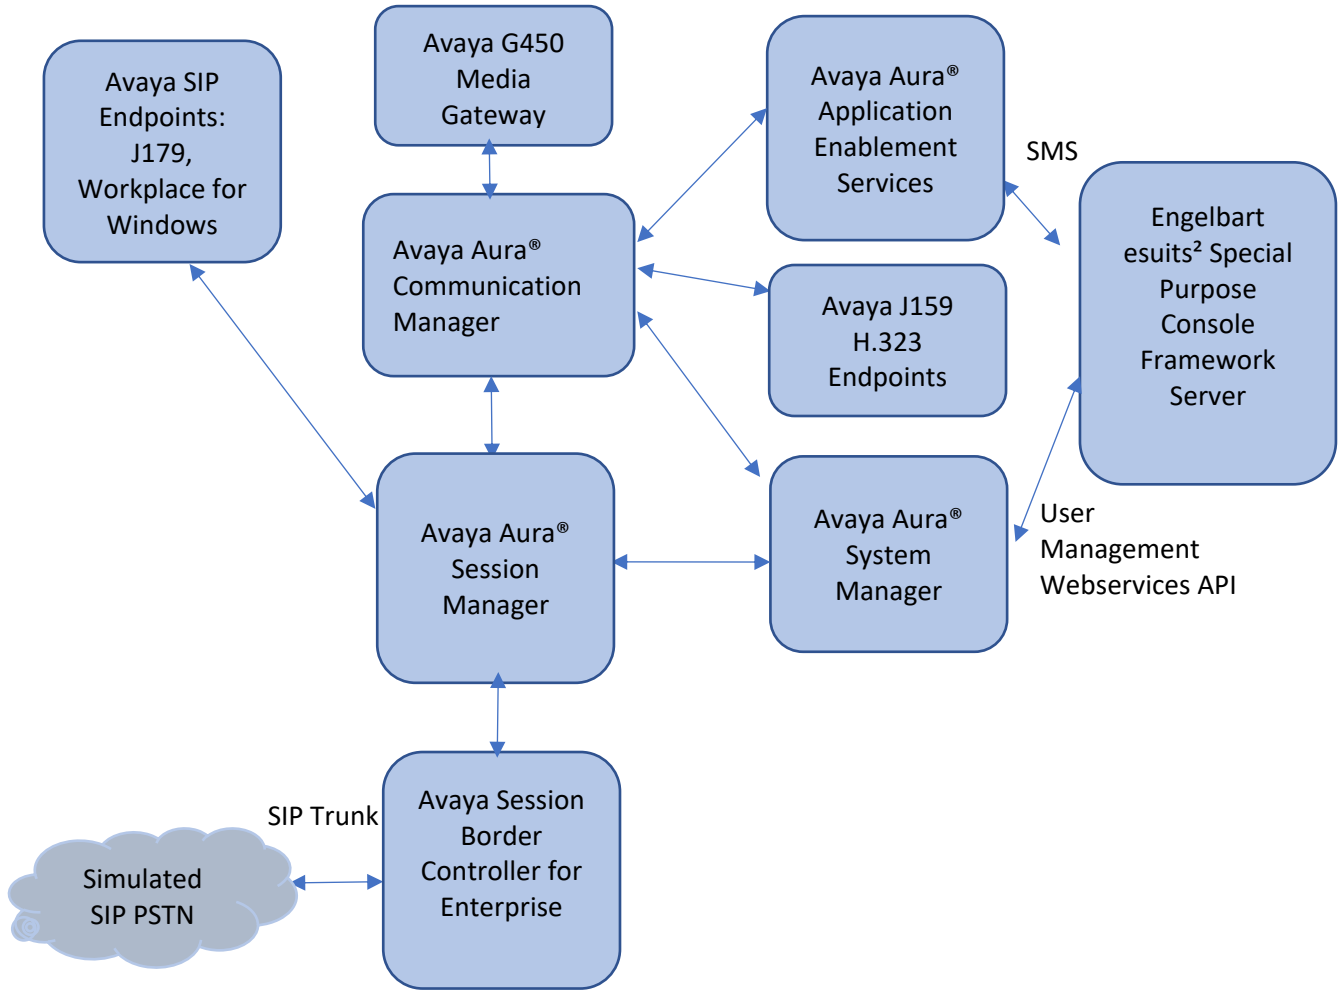 Avaya SIP
Endpoints:
J179,
Workplace for
Windows
Avaya G450
Media
Gateway
Avaya Aura®
Application
Enablement
Services
SMS
Engelbart
esuits² Special
Purpose
Console
Framework
Server
Avaya Aura®
Communication
Manager
Avaya J159
H.323
Endpoints
Avaya Aura®
Session
Manager
Avaya Aura®
System
Manager
User
Management
Webservices API
SIP Trunk
Avaya Session
Border
Controller for
Enterprise
Simulated
SIP PSTN